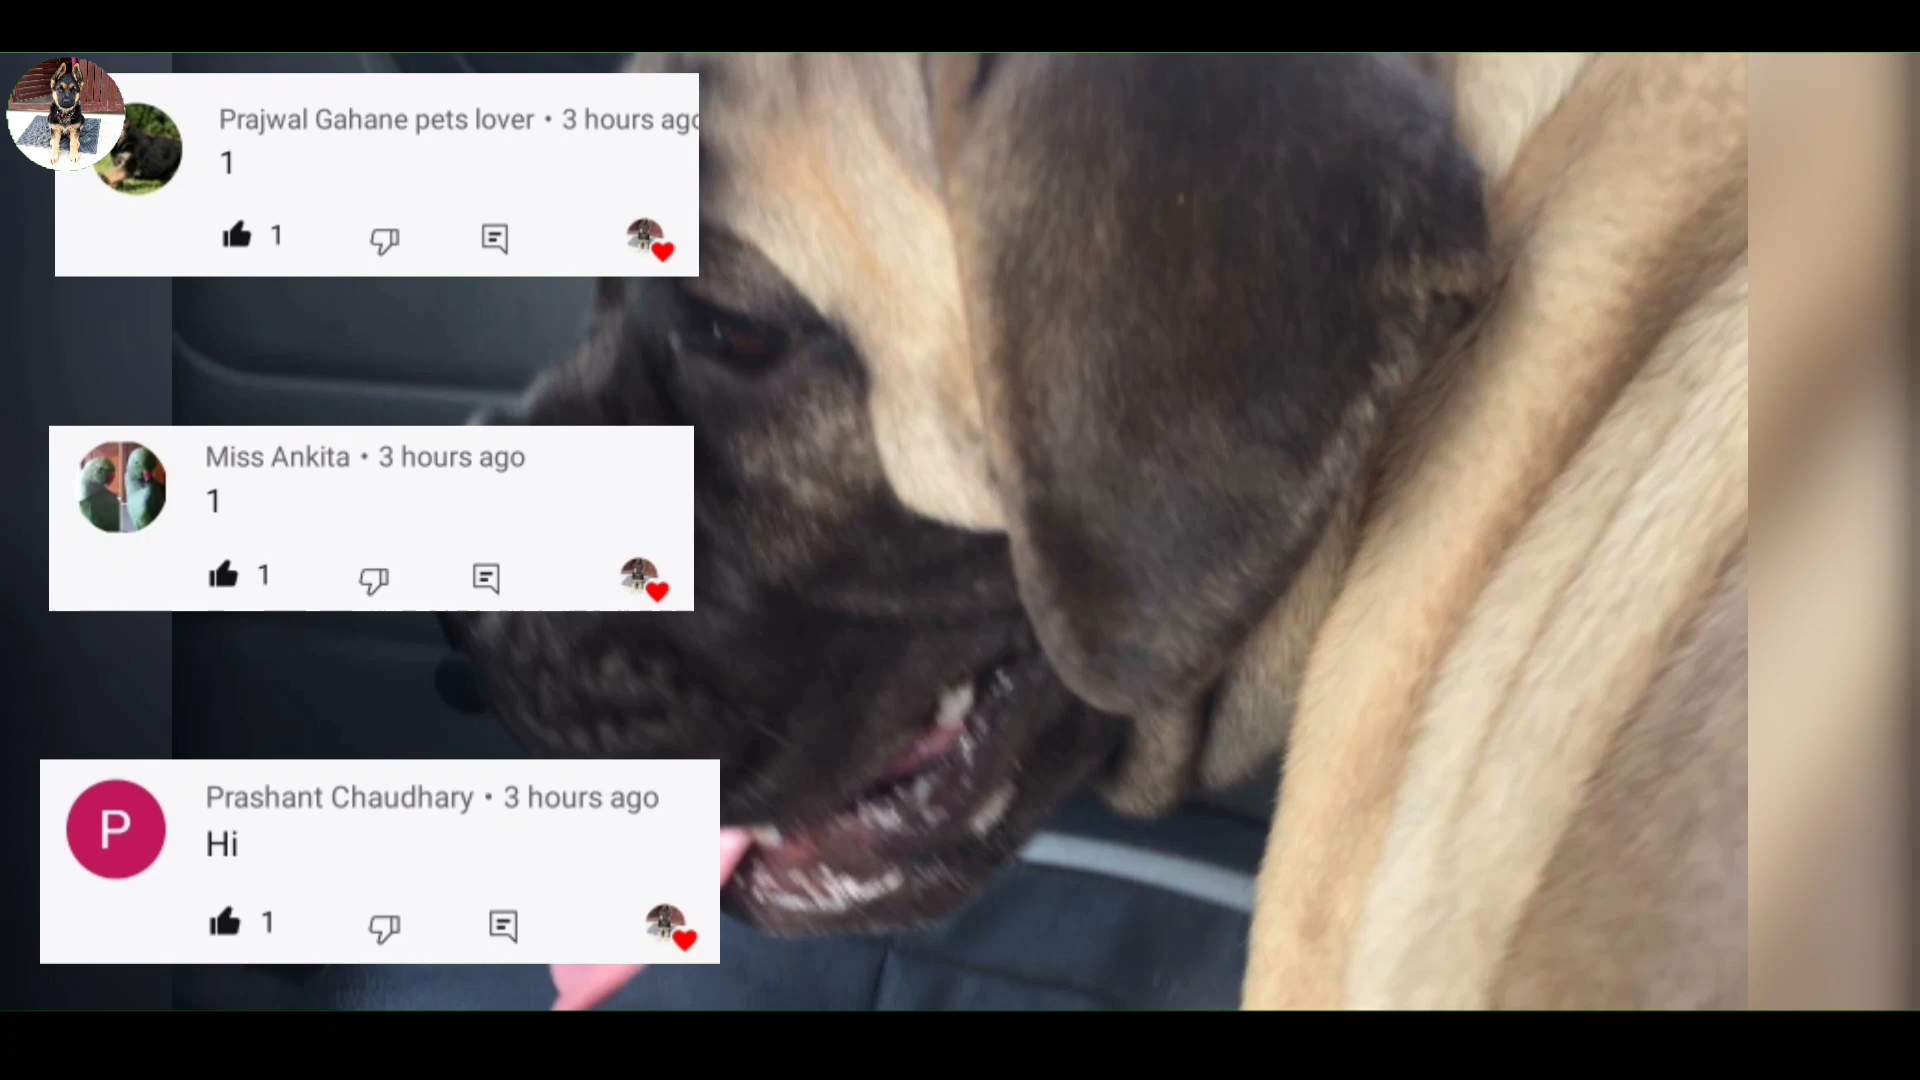 Prajwal Gahane pets lover • 3 hours ago
1
1
Miss Ankita • 3 hours ago
1
1
P
Prashant Chaudhary • 3 hours ago
Hi
1